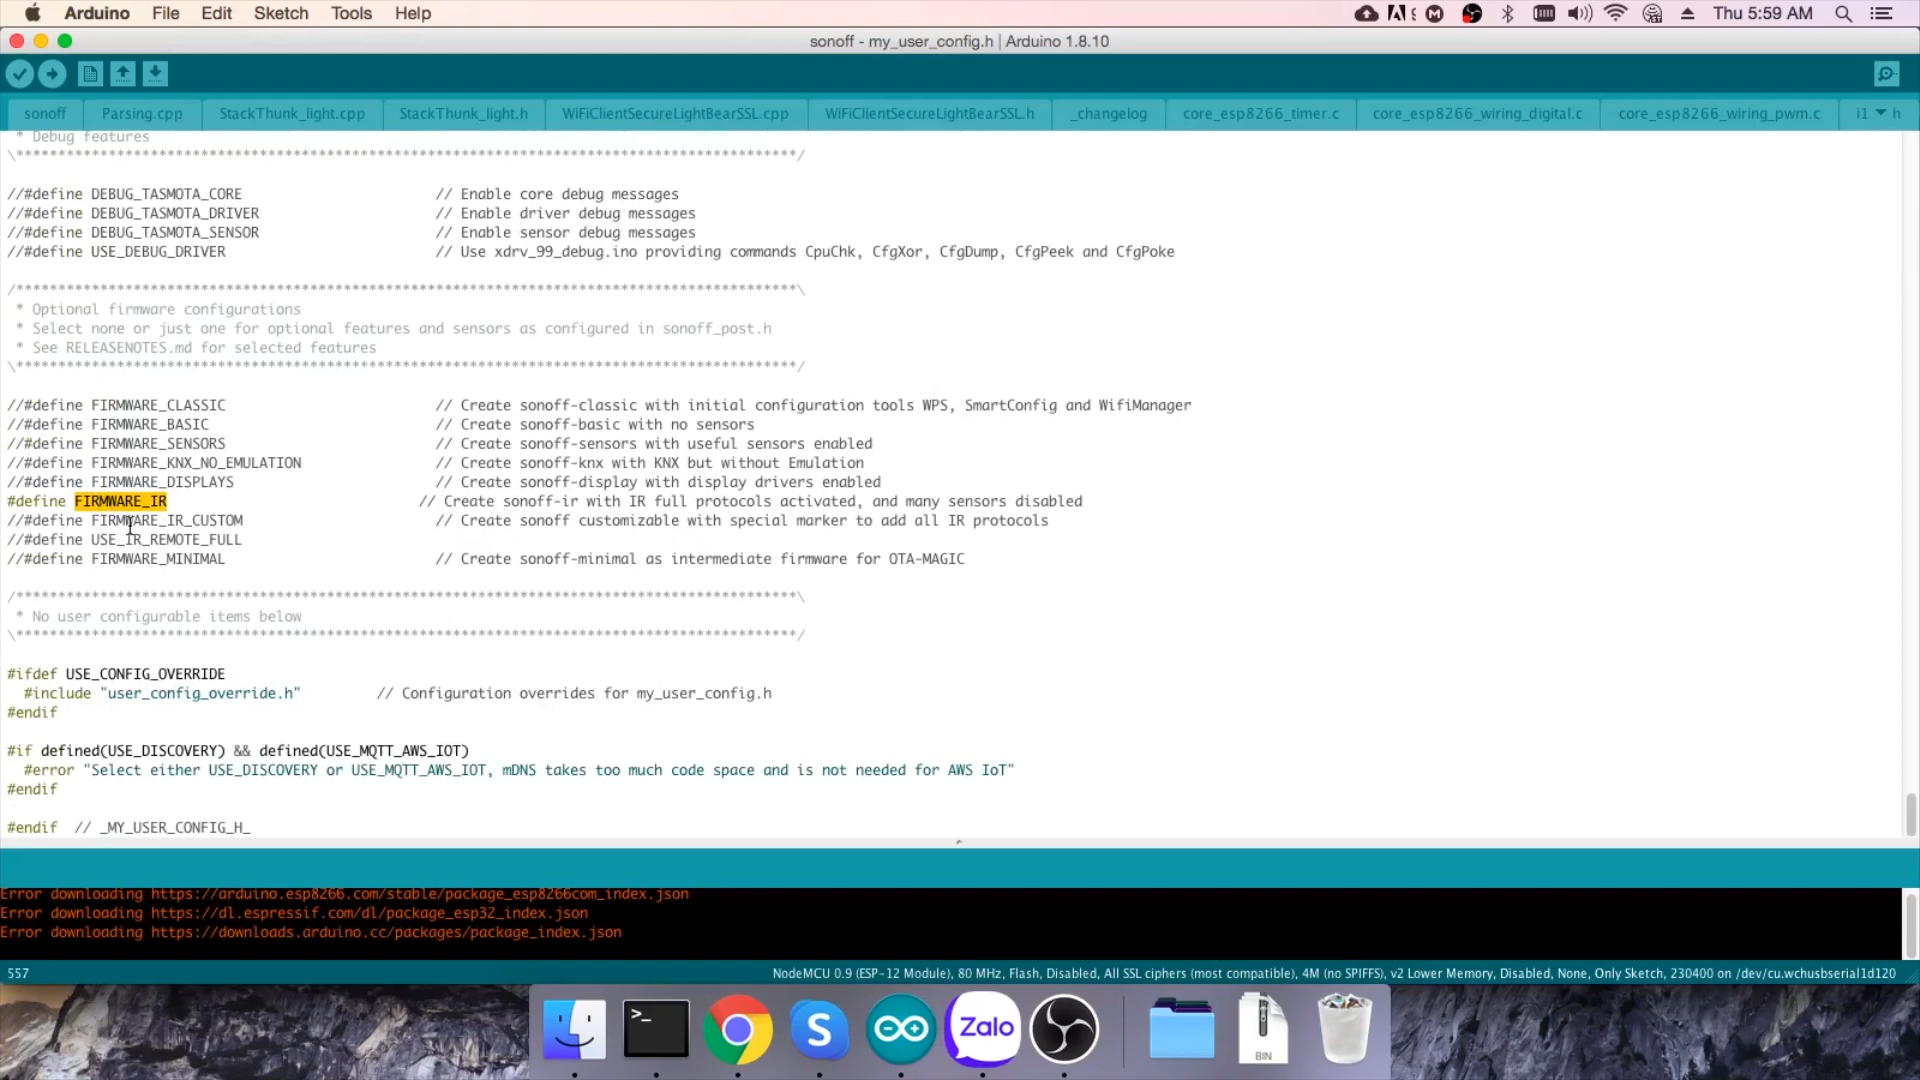 Arduino File Edit Sketch Tools Help Thu 5:59 AM
sonoff - my_user_config.h | Arduino 1.8.10
sonoff Parsing.cpp StackThunk_light.cpp StackThunk_light.h WiFiClientSecureLightBearSSL.cpp WiFiClientSecureLightBearSSL.h _changelog core_esp8266_timer.c core_esp8266_wiring_digital.c core_esp8266_wiring_pwm.c i1 h
* Debug features
\*********************************************************************************************/
//#define DEBUG_TASMOTA_CORE // Enable core debug messages
//#define DEBUG_TASMOTA_DRIVER // Enable driver debug messages
//#define DEBUG_TASMOTA_SENSOR // Enable sensor debug messages
//#define USE_DEBUG_DRIVER // Use xdrv_99_debug.ino providing commands CpuChk, CfgXor, CfgDump, CfgPeek and CfgPoke
/*********************************************************************************************\
* Optional firmware configurations
* Select none or just one for optional features and sensors as configured in sonoff_post.h
* See RELEASENOTES.md for selected features
\*********************************************************************************************/
//#define FIRMWARE_CLASSIC // Create sonoff-classic with initial configuration tools WPS, SmartConfig and WifiManager
//#define FIRMWARE_BASIC // Create sonoff-basic with no sensors
//#define FIRMWARE_SENSORS // Create sonoff-sensors with useful sensors enabled
//#define FIRMWARE_KNX_NO_EMULATION // Create sonoff-knx with KNX but without Emulation
//#define FIRMWARE_DISPLAYS // Create sonoff-display with display drivers enabled
#define FIRMWARE_IR // Create sonoff-ir with IR full protocols activated, and many sensors disabled
//#define FIRMWARE_IR_CUSTOM // Create sonoff customizable with special marker to add all IR protocols
//#define USE_IR_REMOTE_FULL
//#define FIRMWARE_MINIMAL // Create sonoff-minimal as intermediate firmware for OTA-MAGIC
/*********************************************************************************************\
* No user configurable items below
\*********************************************************************************************/
#ifdef USE_CONFIG_OVERRIDE
#include "user_config_override.h" // Configuration overrides for my_user_config.h
#endif
#if defined(USE_DISCOVERY) && defined(USE_MQTT_AWS_IOT)
#error "Select either USE_DISCOVERY or USE_MQTT_AWS_IOT, mDNS takes too much code space and is not needed for AWS IoT"
#endif
#endif // _MY_USER_CONFIG_H_
Error downloading https://arduino.esp8266.com/stable/package_esp8266com_index.json
Error downloading https://dl.espressif.com/dl/package_esp32_index.json
Error downloading https://downloads.arduino.cc/packages/package_index.json
557 NodeMCU 0.9 (ESP-12 Module), 80 MHz, Flash, Disabled, All SSL ciphers (most compatible), 4M (no SPIFFS), v2 Lower Memory, Disabled, None, Only Sketch, 230400 on /dev/cu.wchusbserial1d120
Zalo
BIN